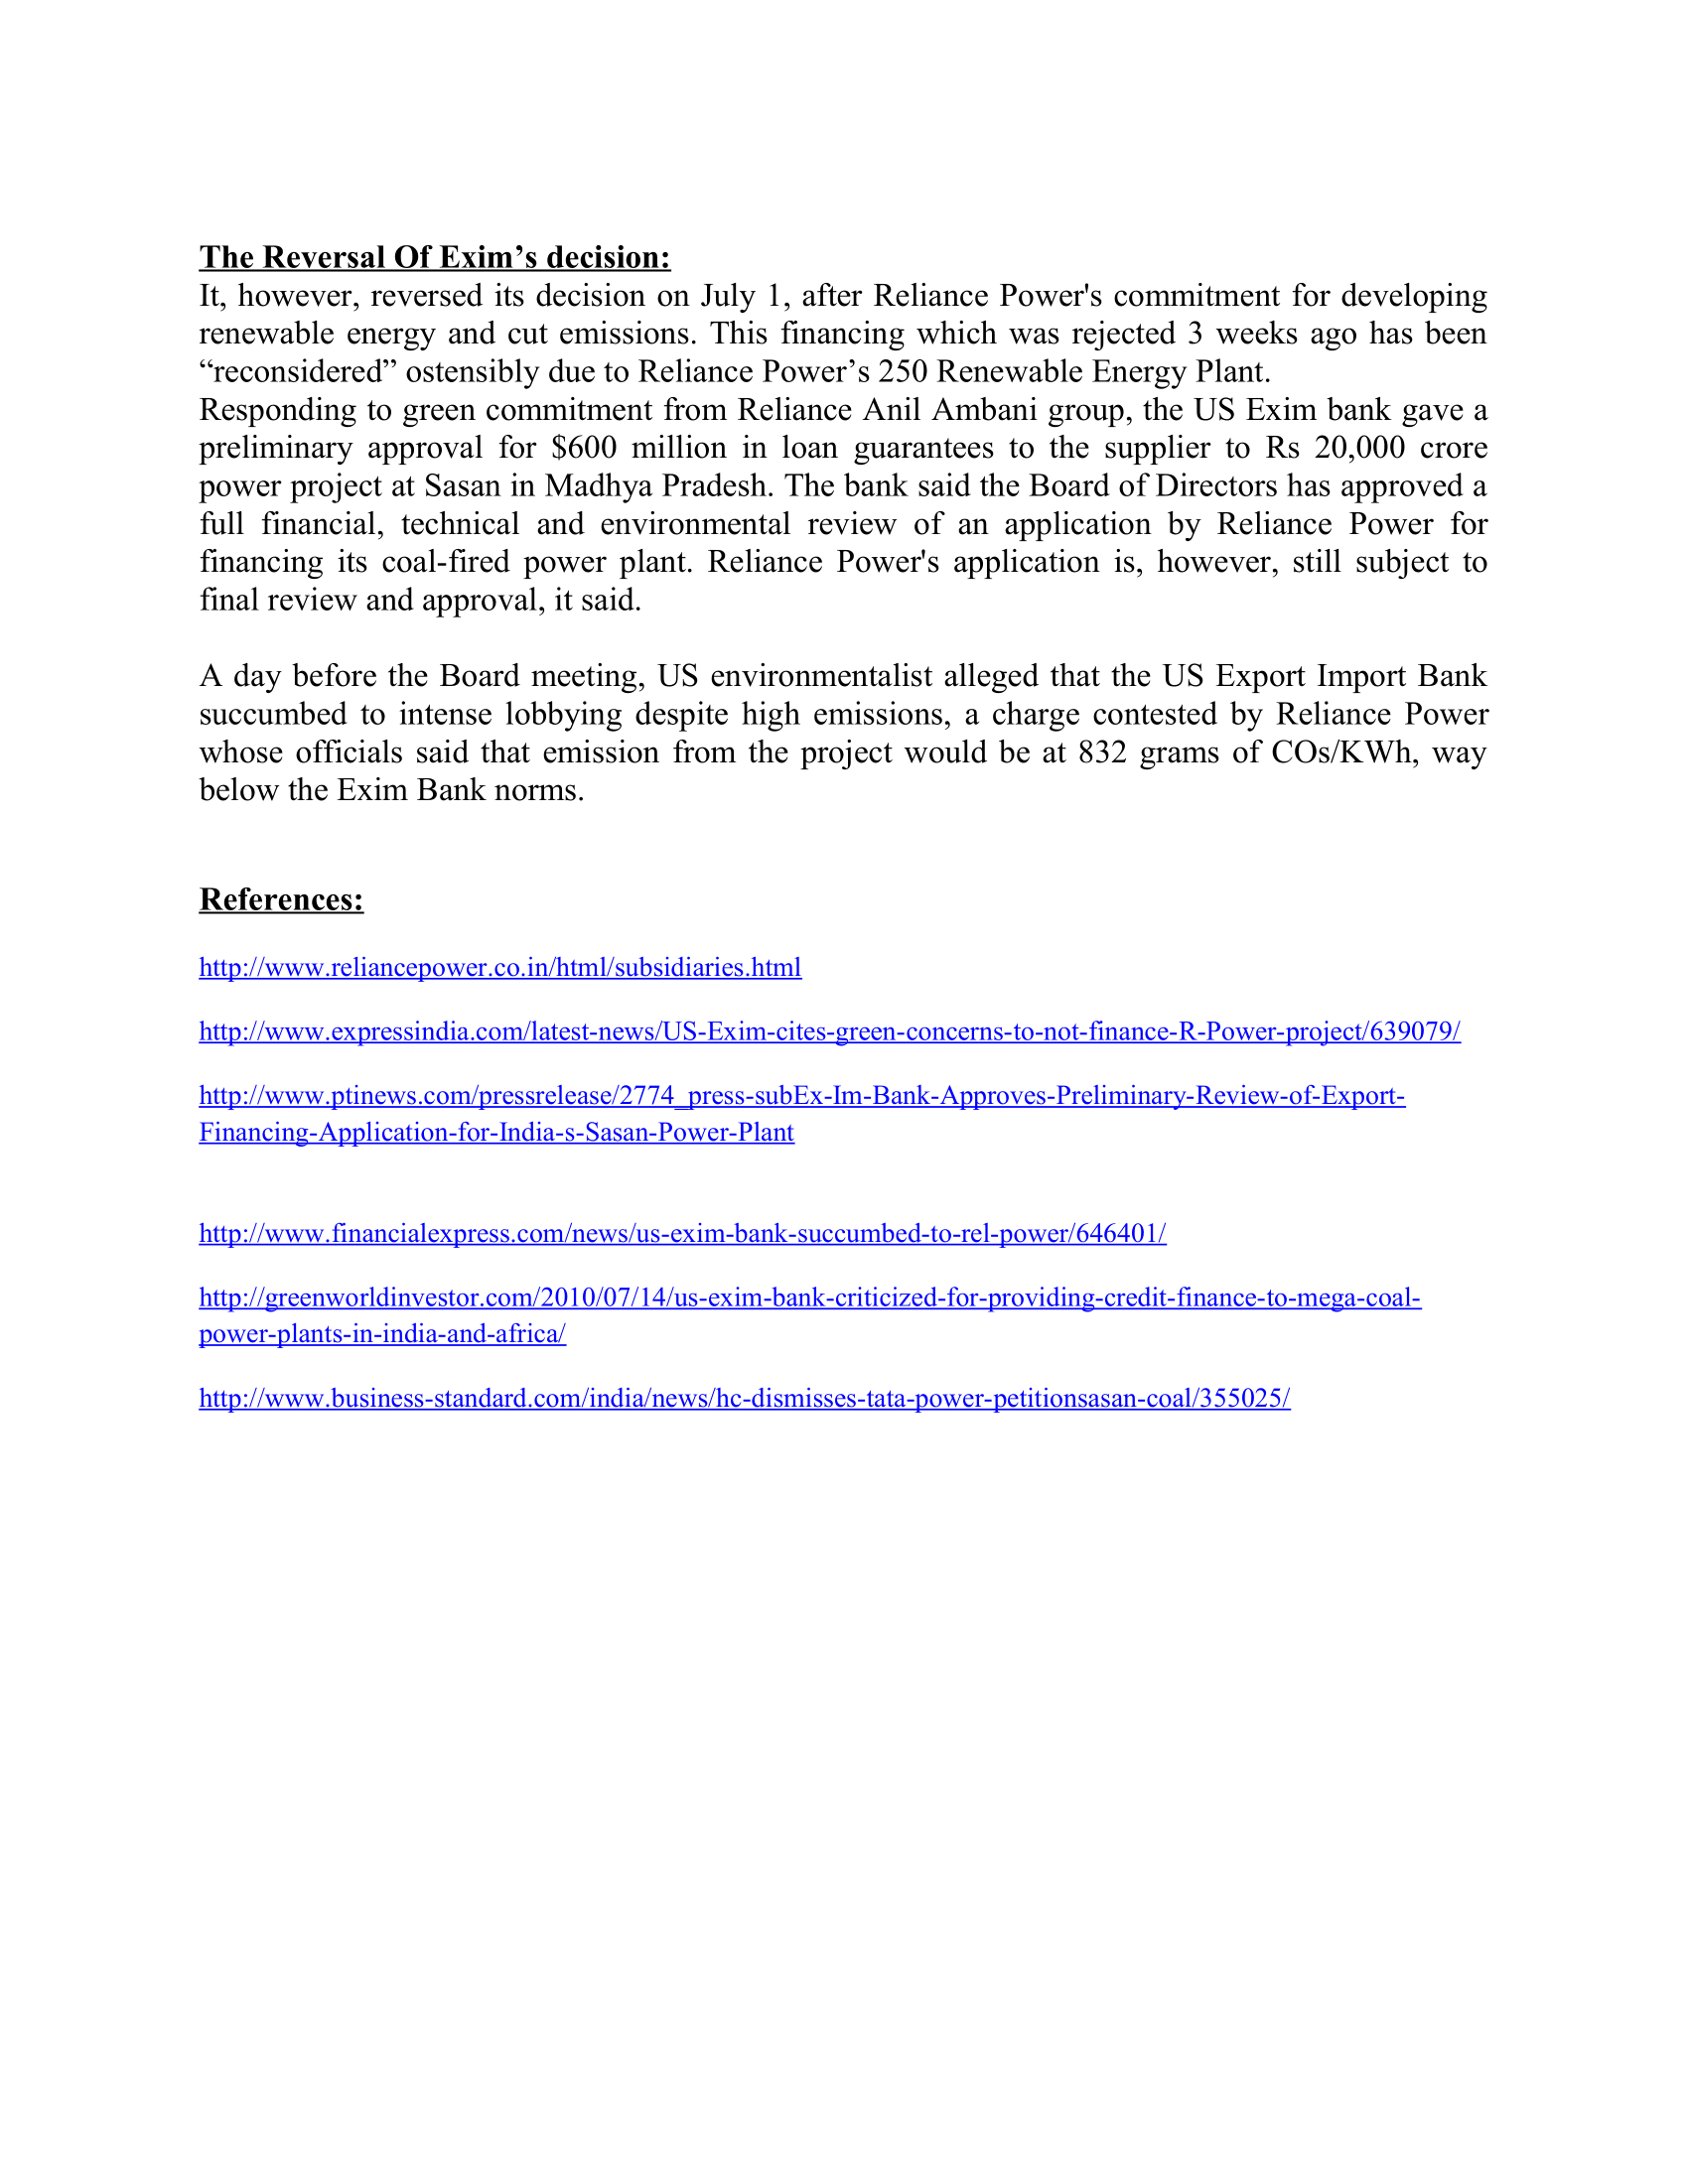 The Reversal Of Exim’s decision:
It, however, reversed its decision on July 1, after Reliance Power's commitment for developing
renewable energy and cut emissions. This financing which was rejected 3 weeks ago has been
“reconsidered” ostensibly due to Reliance Power’s 250 Renewable Energy Plant.
Responding to green commitment from Reliance Anil Ambani group, the US Exim bank gave a
preliminary approval for $600 million in loan guarantees to the supplier to Rs 20,000 crore
power project at Sasan in Madhya Pradesh. The bank said the Board of Directors has approved a
full financial, technical and environmental review of an application by Reliance Power for
financing its coal-fired power plant. Reliance Power's application is, however, still subject to
final review and approval, it said.
A day before the Board meeting, US environmentalist alleged that the US Export Import Bank
succumbed to intense lobbying despite high emissions, a charge contested by Reliance Power
whose officials said that emission from the project would be at 832 grams of COs/KWh, way
below the Exim Bank norms.
References:
http://www.reliancepower.co.in/html/subsidiaries.html
http://www.expressindia.com/latest-news/US-Exim-cites-green-concerns-to-not-finance-R-Power-project/639079/
http://www.ptinews.com/pressrelease/2774_press-subEx-Im-Bank-Approves-Preliminary-Review-of-Export-
Financing-Application-for-India-s-Sasan-Power-Plant
http://www.financialexpress.com/news/us-exim-bank-succumbed-to-rel-power/646401/
http://greenworldinvestor.com/2010/07/14/us-exim-bank-criticized-for-providing-credit-finance-to-mega-coal-
power-plants-in-india-and-africa/
http://www.business-standard.com/india/news/hc-dismisses-tata-power-petitionsasan-coal/355025/